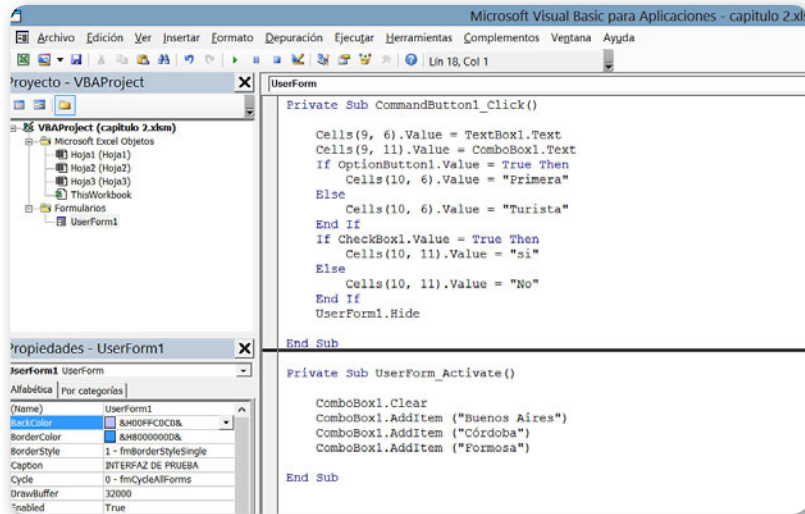 Microsoft Visual Basic para Aplicaciones - capitulo 2.xls
Archivo Edición Ver Insertar Formato Depuración Ejecutar Herramientas Complementos Ventana Ayuda
Lín 18, Col 1
Proyecto - VBAProject
VBAProject (capitulo 2.xlsm)
Microsoft Excel Objetos
Hoja1 (Hoja1)
Hoja2 (Hoja2)
Hoja3 (Hoja3)
ThisWorkbook
Formularios
UserForm1
Propiedades - UserForm1
UserForm1 UserForm
Alfabética Por categorías
(Name) UserForm1
BackColor &H00FFC0C0&
BorderColor &H8000000D&
BorderStyle 1 - fmBorderStyleSingle
Caption INTERFAZ DE PRUEBA
Cycle 0 - fmCycleAllForms
DrawBuffer 32000
Enabled True
UserForm
Private Sub CommandButton1_Click()
Cells(9, 6).Value = TextBox1.Text
Cells(9, 11).Value = ComboBox1.Text
If OptionButton1.Value = True Then
Cells(10, 6).Value = "Primera"
Else
Cells(10, 6).Value = "Turista"
End If
If CheckBox1.Value = True Then
Cells(10, 11).Value = "si"
Else
Cells(10, 11).Value = "No"
End If
UserForm1.Hide
End Sub
Private Sub UserForm_Activate()
ComboBox1.Clear
ComboBox1.AddItem ("Buenos Aires")
ComboBox1.AddItem ("Córdoba")
ComboBox1.AddItem ("Formosa")
End Sub